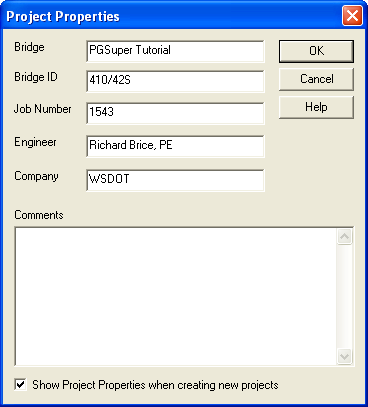 Project Properties
Bridge PGSuper Tutorial OK
Bridge ID 410/42S Cancel
Job Number 1543 Help
Engineer Richard Brice, PE
Company WSDOT
Comments
Show Project Properties when creating new projects